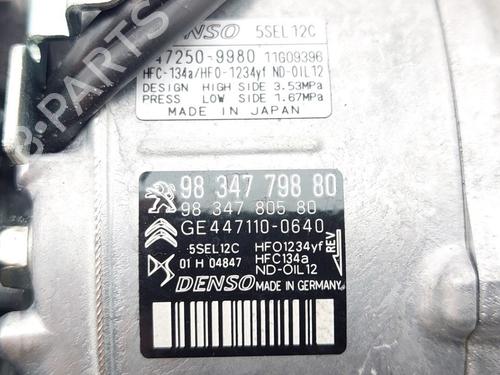 5SEL12C
47250-9980 11G09396
HFC-134a/HFO-1234yf ND-OIL12
DESIGN HIGH SIDE 3.53MPa
PRESS LOW SIDE 1.67MPa
MADE IN JAPAN
B-PARTS
98 347 798 80
98 347 805 80
GE447110-0640
5SEL12C HFO1234yf
01 H 04847 HFC134a
ND-OIL12
REV
DENSO MADE IN GERMANY